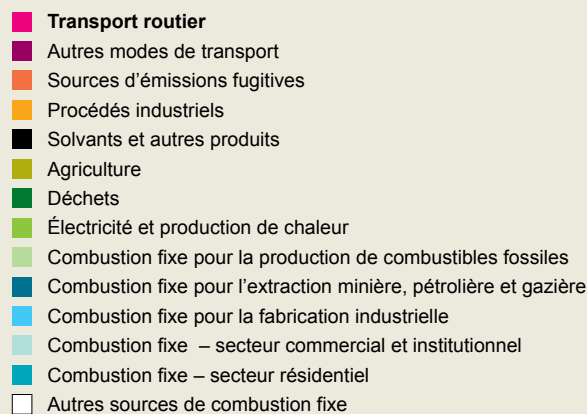 Transport routier
Autres modes de transport
Sources d'émissions fugitives
Procédés industriels
Solvants et autres produits
Agriculture
Déchets
Électricité et production de chaleur
Combustion fixe pour la production de combustibles fossiles
Combustion fixe pour l'extraction minière, pétrolière et gazière
Combustion fixe pour la fabrication industrielle
Combustion fixe – secteur commercial et institutionnel
Combustion fixe – secteur résidentiel
Autres sources de combustion fixe